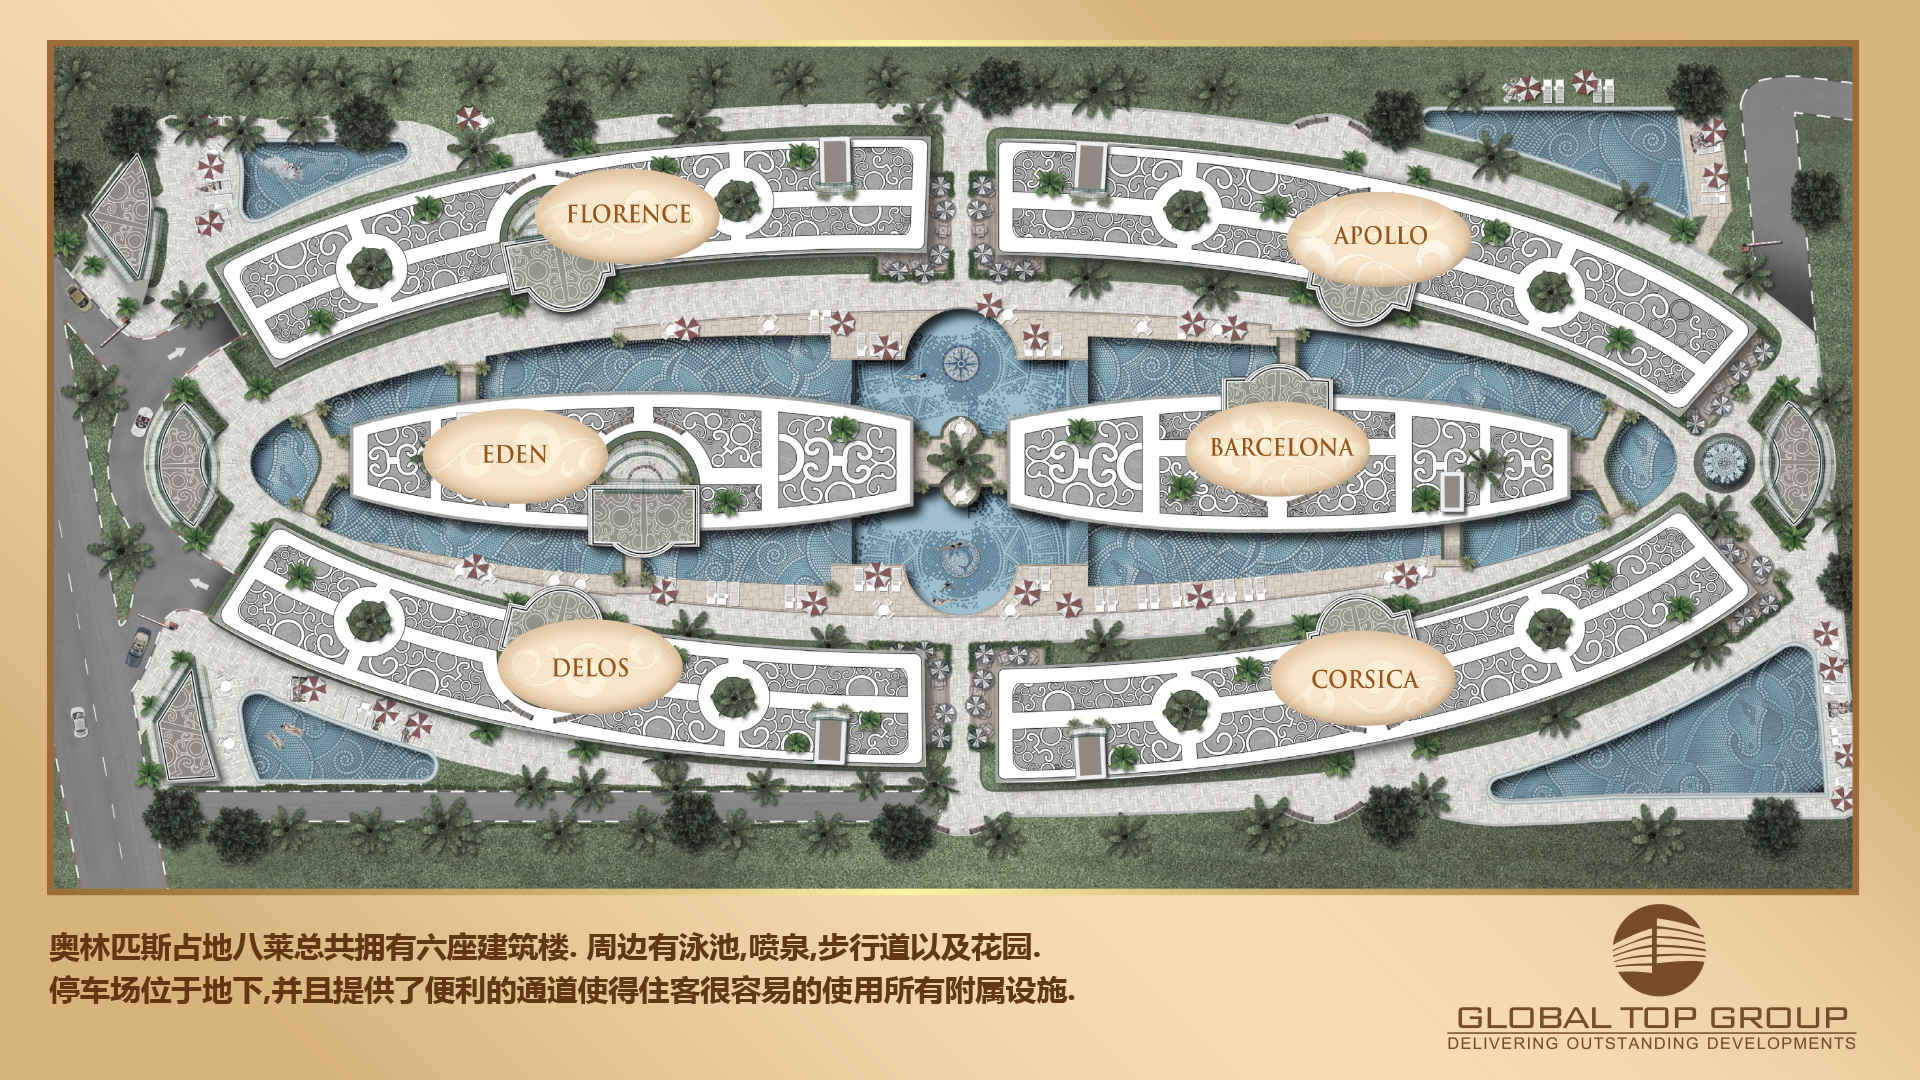 FLORENCE
APOLLO
EDEN
BARCELONA
DELOS
CORSICA
奥林匹斯占地八莱总共拥有六座建筑楼. 周边有泳池,喷泉,步行道以及花园.
停车场位于地下,并且提供了便利的通道使得住客很容易的使用所有附属设施.
GLOBAL TOP GROUP
DELIVERING OUTSTANDING DEVELOPMENTS